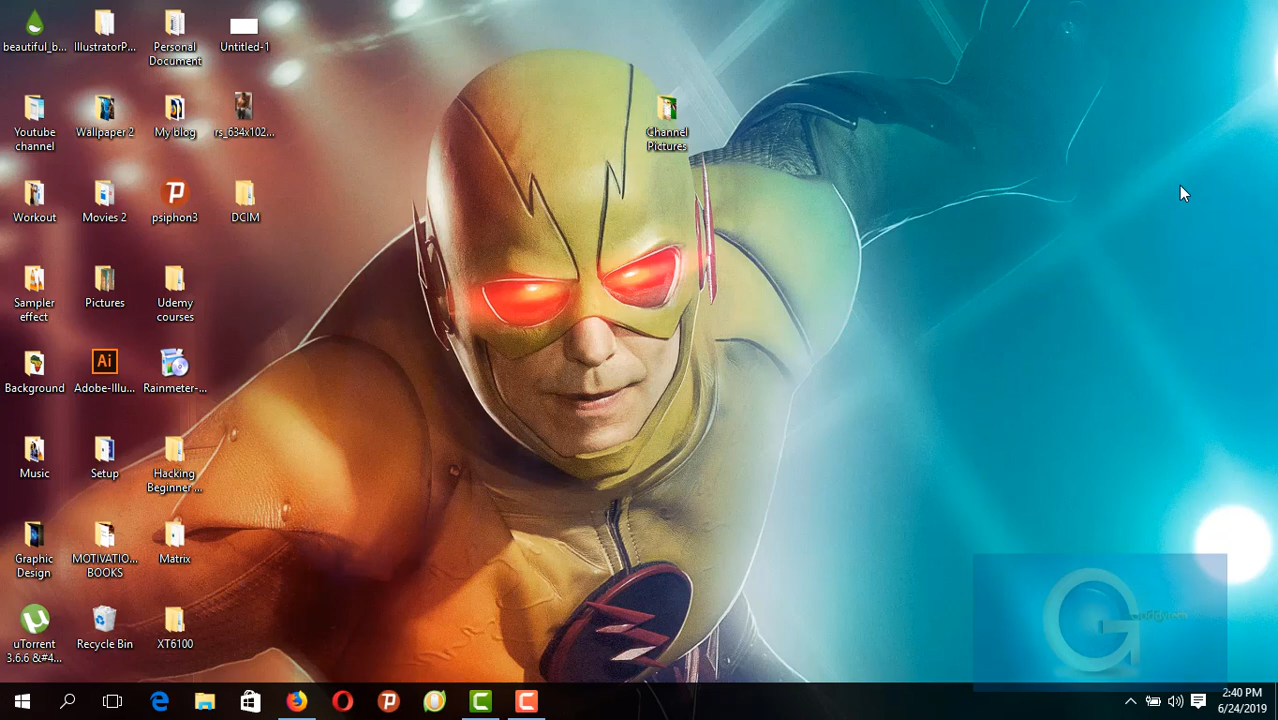 beautiful_b...
IllustratorP...
Personal
Document
Untitled-1
Youtube
channel
Wallpaper 2
My blog
rs_634x102...
Channel
Pictures
Workout
Movies 2
psiphon3
DCIM
Sampler
effect
Pictures
Udemy
courses
Background
Ai
Adobe-Illu...
Rainmeter-...
Music
Setup
Hacking
Beginner ...
Graphic
Design
MOTIVATIO...
BOOKS
Matrix
uTorrent
3.6.6 &#4...
Recycle Bin
XT6100
G
2:40 PM
6/24/2019